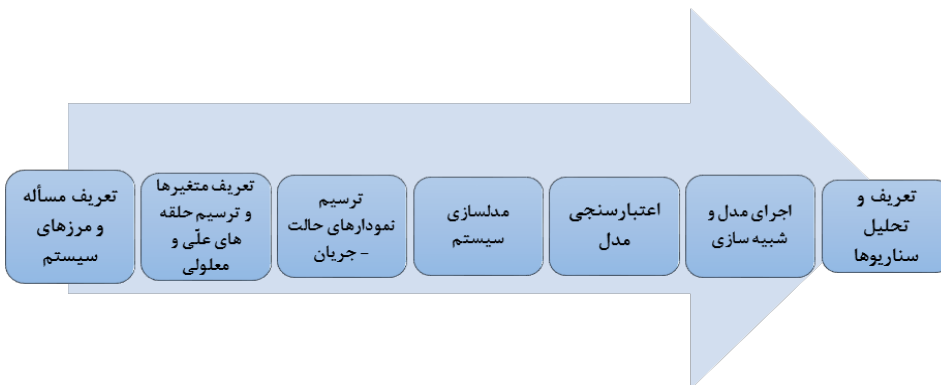 تعریف مسأله
و مرزهای
سیستم
تعریف متغیرها
و ترسیم حلقه
های علّی و
معلولی
ترسیم
نمودارهای حالت
- جریان
مدلسازی
سیستم
اعتبارسنجی
مدل
اجرای مدل و
شبیه سازی
تعریف و
تحلیل
سناریوها